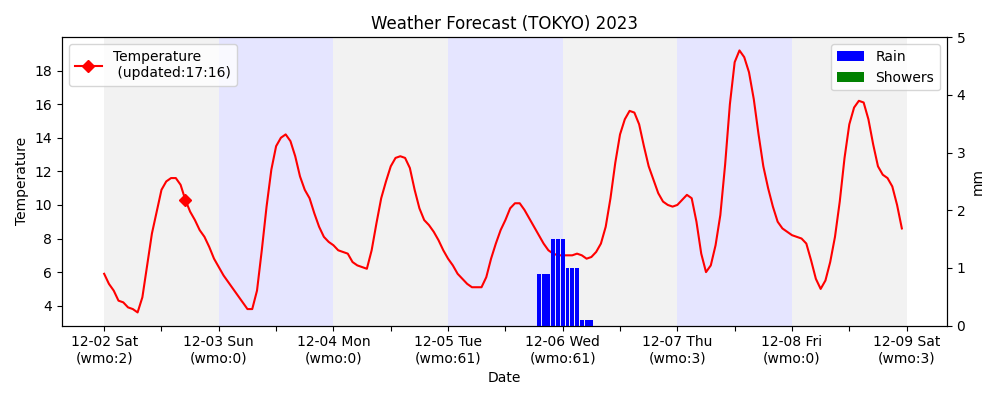 Weather Forecast (TOKYO) 2023
Temperature
(updated:17:16)
Rain
Showers
Temperature
18
16
14
12
10
8
6
4
5
4
3
2
1
0
mm
12-02 Sat
(wmo:2)
12-03 Sun
(wmo:0)
12-04 Mon
(wmo:0)
12-05 Tue
(wmo:61)
12-06 Wed
(wmo:61)
12-07 Thu
(wmo:3)
12-08 Fri
(wmo:0)
12-09 Sat
(wmo:3)
Date